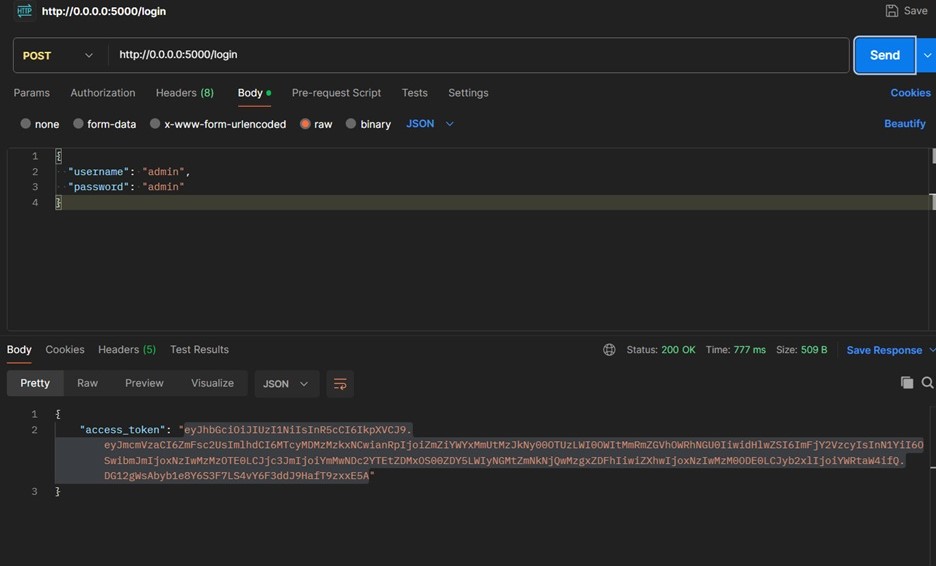 HTTP http://0.0.0.0:5000/login Save
POST http://0.0.0.0:5000/login Send
Params Authorization Headers (8) Body Pre-request Script Tests Settings Cookies
none form-data x-www-form-urlencoded raw binary JSON Beautify
1 {
2 "username": "admin",
3 "password": "admin"
4 }
Body Cookies Headers (5) Test Results Status: 200 OK Time: 777 ms Size: 509 B Save Response
Pretty Raw Preview Visualize JSON
1 {
2 "access_token": "eyJhbGciOiJIUzI1NiIsInR5cCI6IkpXVCJ9.
3 }